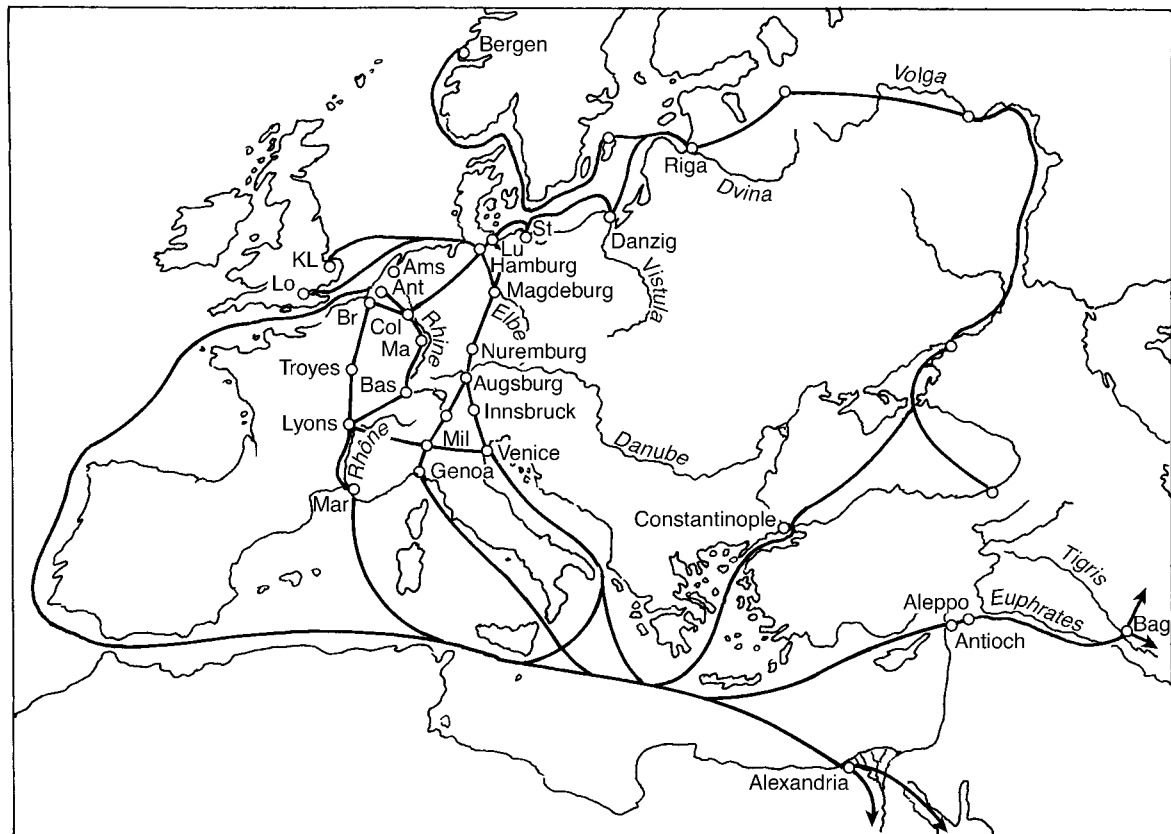 Bergen
Volga
Riga
Dvina
St
Danzig
KL
Lu
Ams
Hamburg
Lo
Ant
Magdeburg
Vistula
Br
Col
Rhine
Elbe
Ma
Nuremburg
Troyes
Bas
Augsburg
Innsbruck
Lyons
Rhône
Mil
Venice
Danube
Genoa
Mar
Constantinople
Tigris
Aleppo
Euphrates
Antioch
Bag
Alexandria